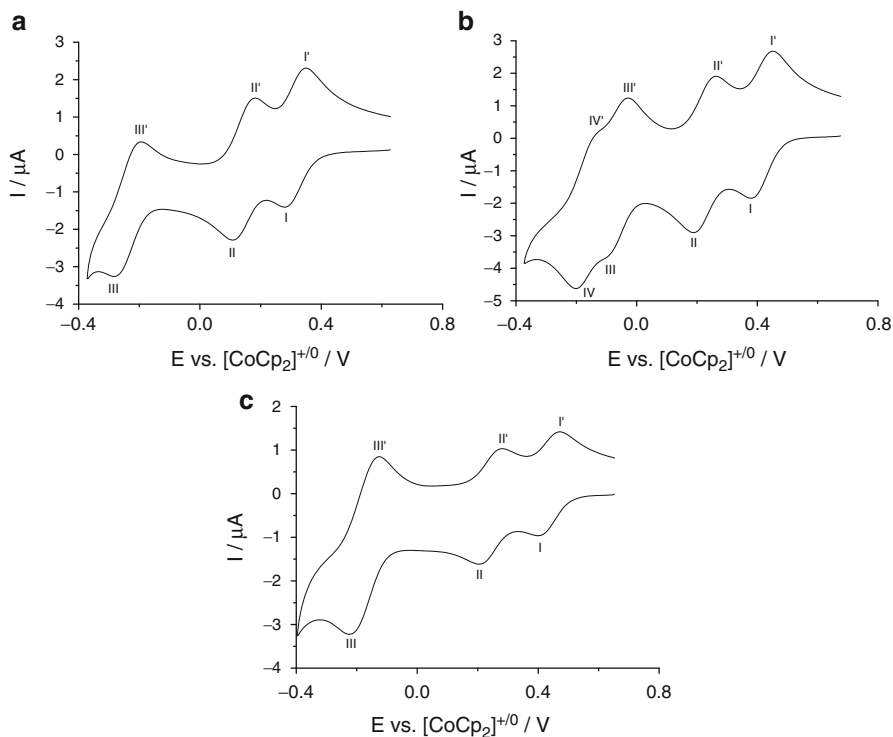 a
3
2
1
0
−1
−2
−3
−4
I / μA
III'
II'
I'
III
II
I
−0.4
0.0
0.4
0.8
E vs. [CoCp₂]⁺/⁰ / V
b
4
3
2
1
0
−1
−2
−3
−4
−5
I / μA
IV'
III'
II'
I'
IV
III
II
I
−0.4
0.0
0.4
0.8
E vs. [CoCp₂]⁺/⁰ / V
c
2
1
0
−1
−2
−3
−4
I / μA
III'
II'
I'
III
II
I
−0.4
0.0
0.4
0.8
E vs. [CoCp₂]⁺/⁰ / V